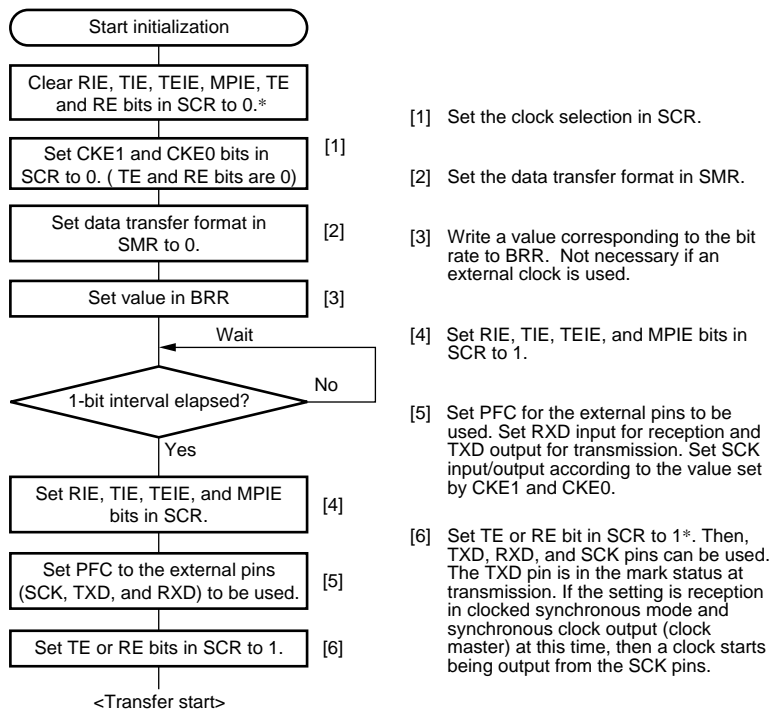 Start initialization
Clear RIE, TIE, TEIE, MPIE, TE
and RE bits in SCR to 0.*
Set CKE1 and CKE0 bits in
SCR to 0. ( TE and RE bits are 0)
[1]
Set data transfer format in
SMR to 0.
[2]
Set value in BRR
[3]
Wait
1-bit interval elapsed?
No
Yes
Set RIE, TIE, TEIE, and MPIE
bits in SCR.
[4]
Set PFC to the external pins
(SCK, TXD, and RXD) to be used.
[5]
Set TE or RE bits in SCR to 1.
[6]
<Transfer start>
[1] Set the clock selection in SCR.
[2] Set the data transfer format in SMR.
[3] Write a value corresponding to the bit
rate to BRR. Not necessary if an
external clock is used.
[4] Set RIE, TIE, TEIE, and MPIE bits in
SCR to 1.
[5] Set PFC for the external pins to be
used. Set RXD input for reception and
TXD output for transmission. Set SCK
input/output according to the value set
by CKE1 and CKE0.
[6] Set TE or RE bit in SCR to 1*. Then,
TXD, RXD, and SCK pins can be used.
The TXD pin is in the mark status at
transmission. If the setting is reception
in clocked synchronous mode and
synchronous clock output (clock
master) at this time, then a clock starts
being output from the SCK pins.